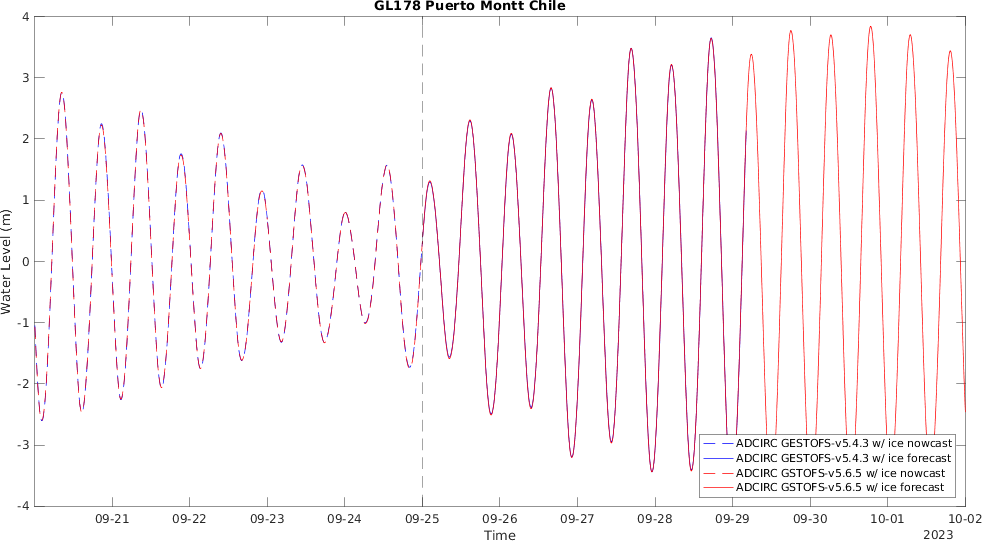 GL178 Puerto Montt Chile
4
3
2
1
0
-1
-2
-3
-4
Water Level (m)
ADCIRC GESTOFS-v5.4.3 w/ ice nowcast
ADCIRC GESTOFS-v5.4.3 w/ ice forecast
ADCIRC GSTOFS-v5.6.5 w/ ice nowcast
ADCIRC GSTOFS-v5.6.5 w/ ice forecast
09-21 09-22 09-23 09-24 09-25 09-26 09-27 09-28 09-29 09-30 10-01 10-02
Time 2023